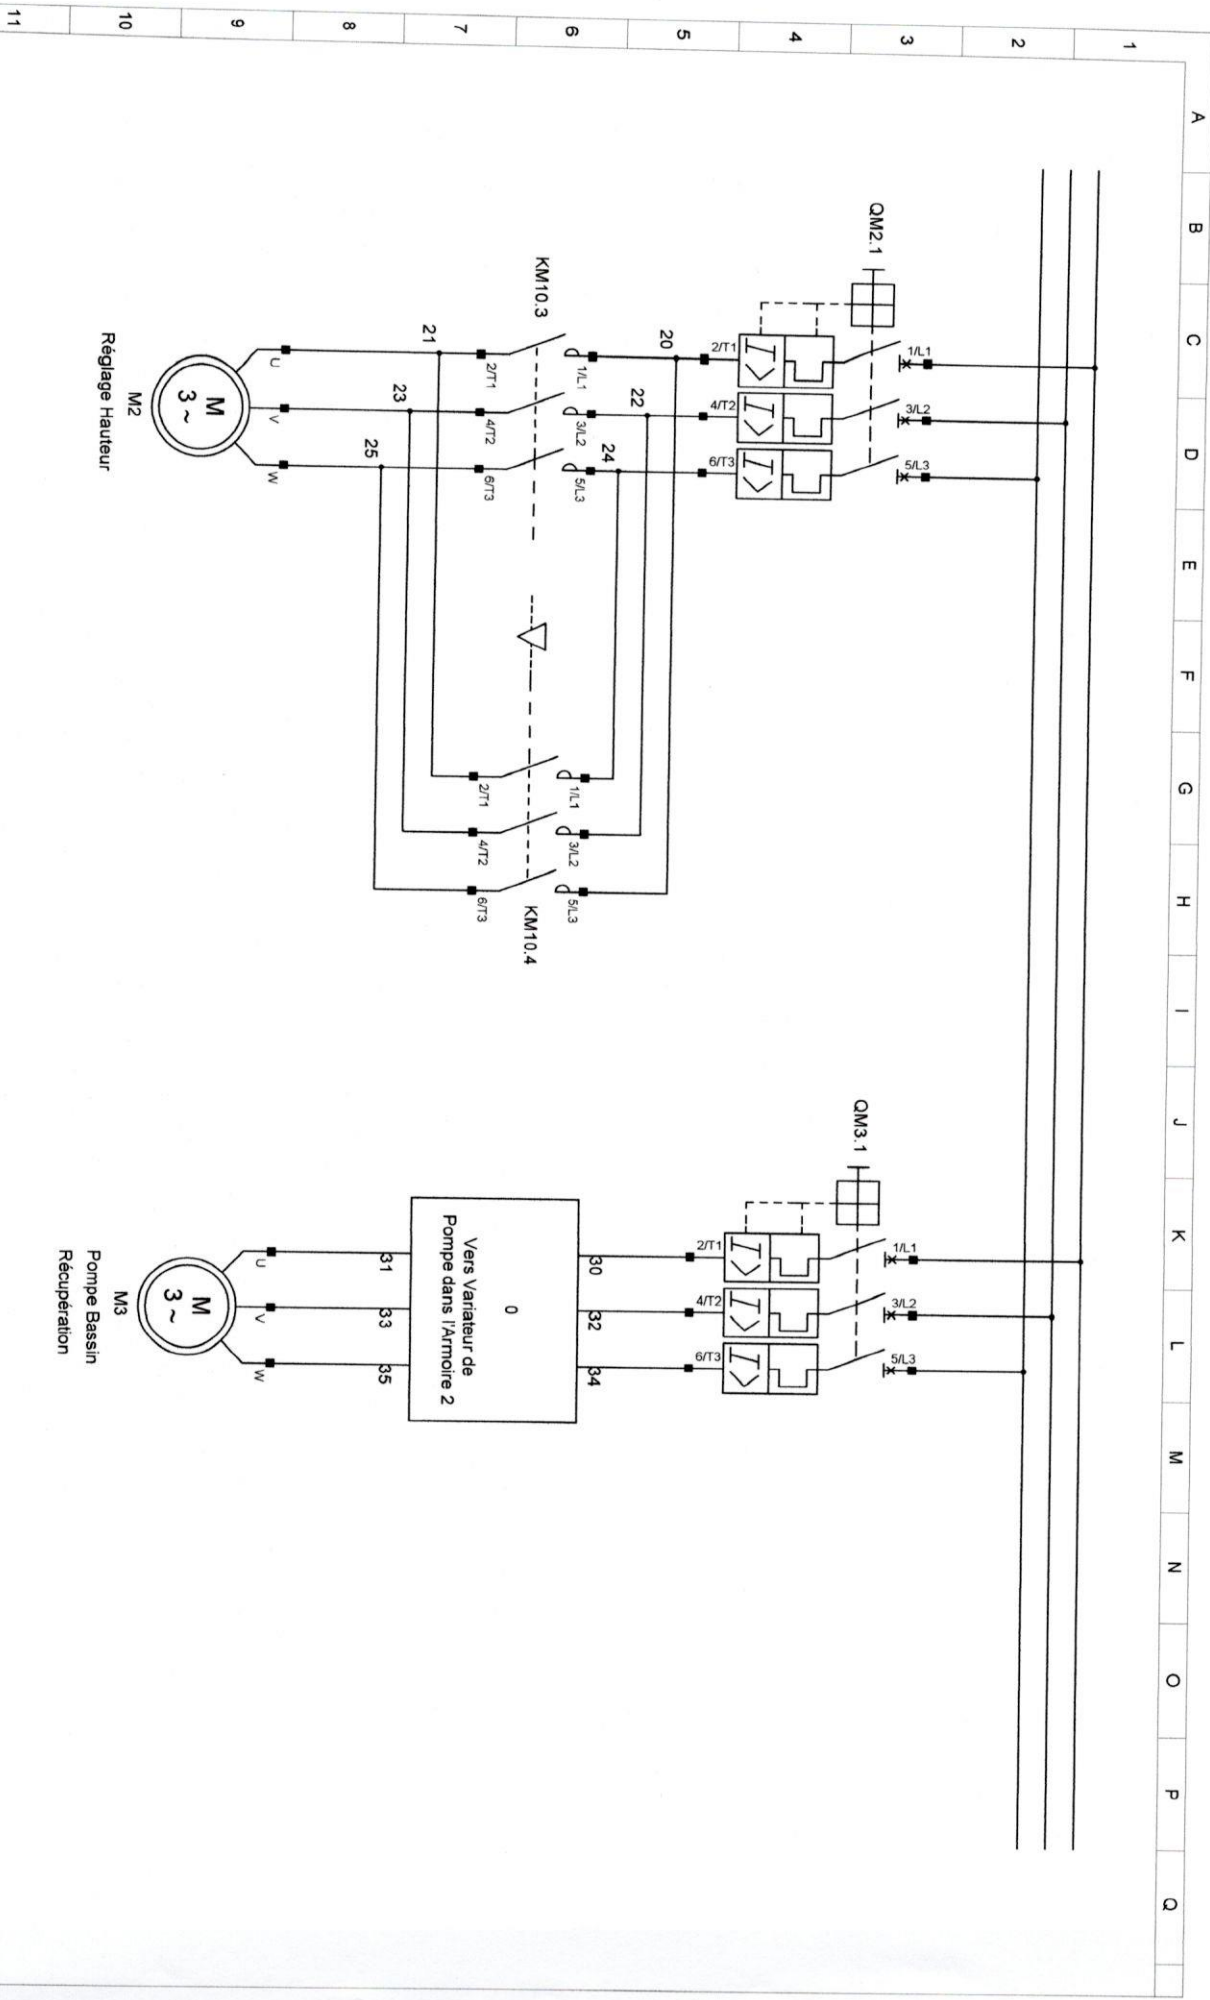 A
B
C
D
E
F
G
H
I
J
K
L
M
N
O
P
Q
1
2
3
4
5
6
7
8
9
10
11
QM2.1
1/L1
3/L2
5/L3
2/T1
4/T2
6/T3
20
22
24
KM10.3
1/L1
3/L2
5/L3
2/T1
4/T2
6/T3
1/L1
3/L2
5/L3
2/T1
4/T2
6/T3
KM10.4
21
23
25
U
V
W
M
3 ~
M2
Réglage Hauteur
QM3.1
1/L1
3/L2
5/L3
2/T1
4/T2
6/T3
30
32
34
0
Vers Variateur de
Pompe dans l'Armoire 2
31
33
35
U
V
W
M
3 ~
M3
Pompe Bassin
Récupération